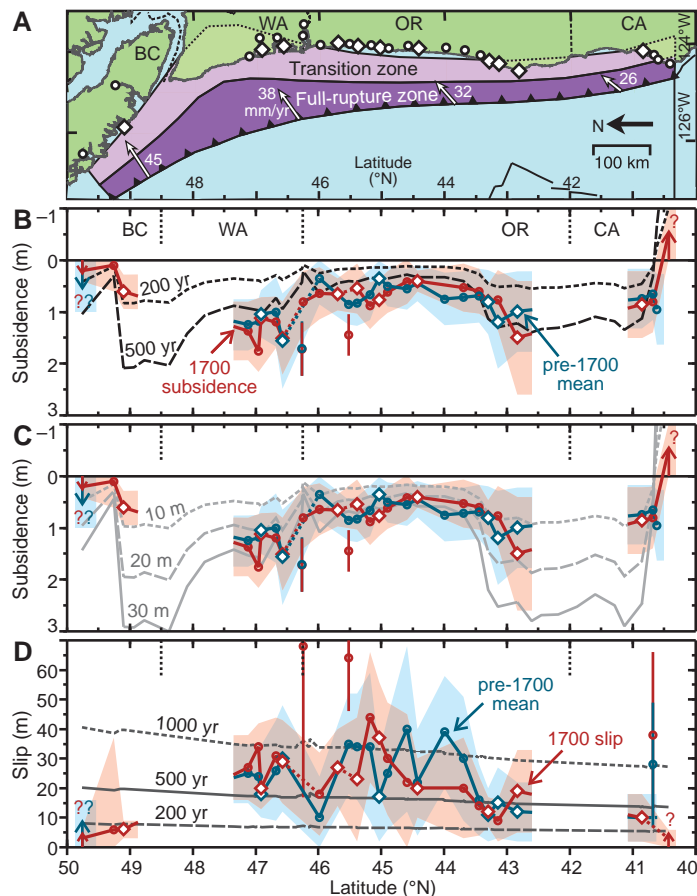 A
BC
WA
OR
CA
24°W
126°W
Transition zone
Full-rupture zone
38
mm/yr
32
26
45
N
100 km
Latitude
(°N)
48
47
46
45
44
43
42
B
BC
WA
OR
CA
Subsidence (m)
–1
0
1
2
3
200 yr
500 yr
??
1700
subsidence
pre-1700
mean
?
C
Subsidence (m)
–1
0
1
2
3
10 m
20 m
30 m
??
?
D
Slip (m)
60
50
40
30
20
10
0
1000 yr
500 yr
200 yr
??
pre-1700
mean
1700 slip
?
50
49
48
47
46
45
44
43
42
41
40
Latitude (°N)